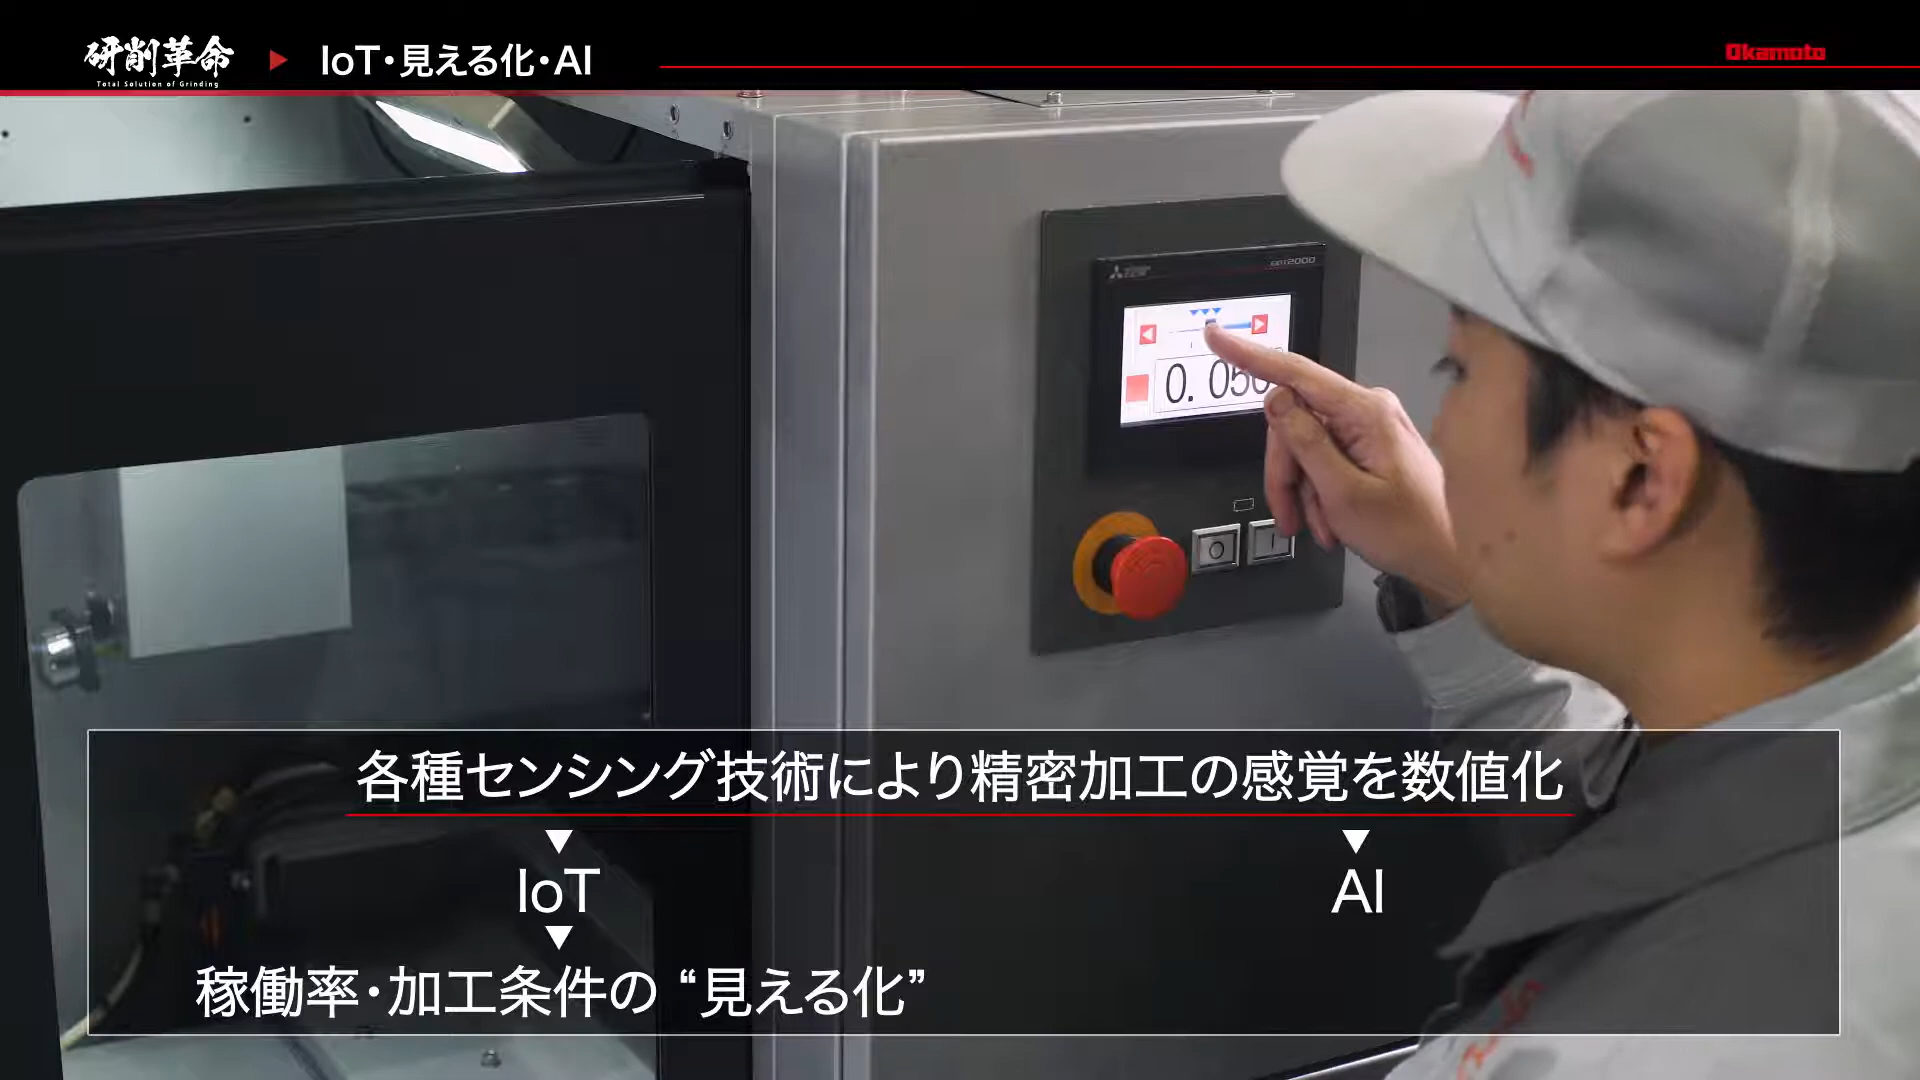 研削革命
Total Solution of Grinding
IoT・見える化・AI
Okamoto
GOT2000
0.050
各種センシング技術により精密加工の感覚を数値化
IoT
AI
稼働率・加工条件の“見える化”